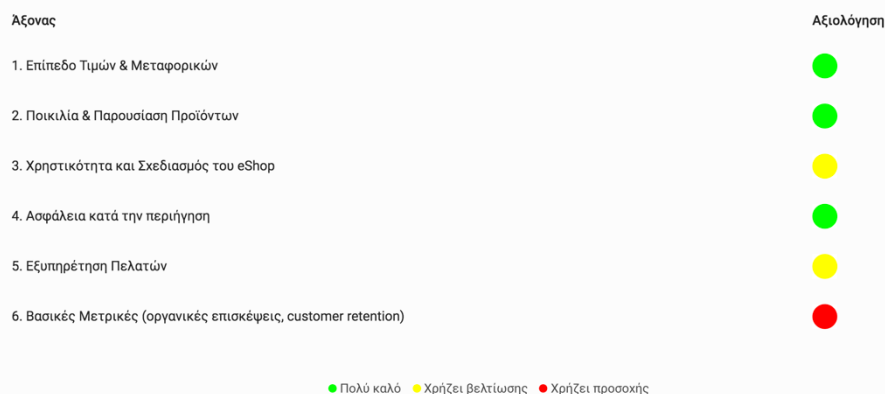 Άξονας Αξιολόγηση
1. Επίπεδο Τιμών & Μεταφορικών
2. Ποικιλία & Παρουσίαση Προϊόντων
3. Χρηστικότητα και Σχεδιασμός του eShop
4. Ασφάλεια κατά την περιήγηση
5. Εξυπηρέτηση Πελατών
6. Βασικές Μετρικές (οργανικές επισκέψεις, customer retention)
Πολύ καλό Χρήζει βελτίωσης Χρήζει προσοχής